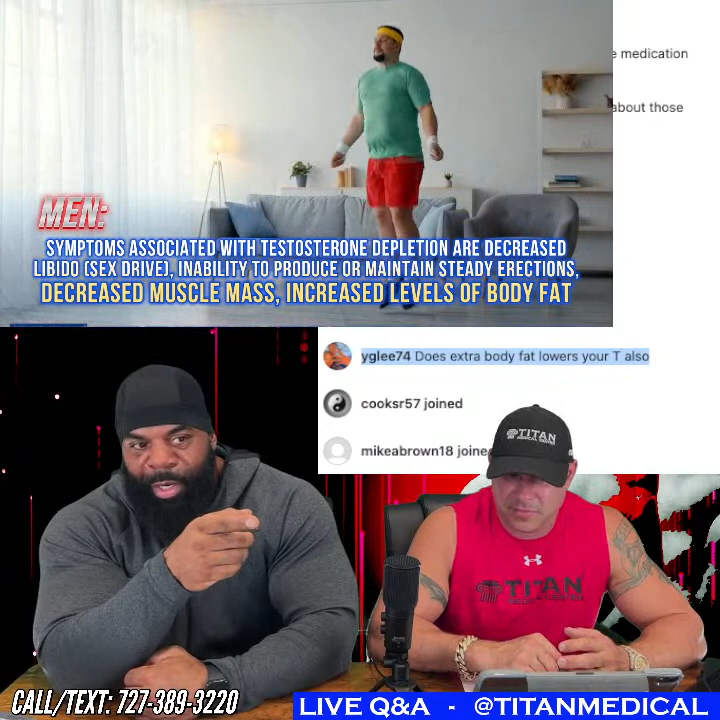 e medication
about those
MEN:
SYMPTOMS ASSOCIATED WITH TESTOSTERONE DEPLETION ARE DECREASED
LIBIDO (SEX DRIVE), INABILITY TO PRODUCE OR MAINTAIN STEADY ERECTIONS,
DECREASED MUSCLE MASS, INCREASED LEVELS OF BODY FAT
yglee74 Does extra body fat lowers your T also
cooksr57 joined
mikeabrown18 joine
TITAN
TITAN
CALL/TEXT: 727-389-3220
LIVE Q&A - @TITANMEDICAL